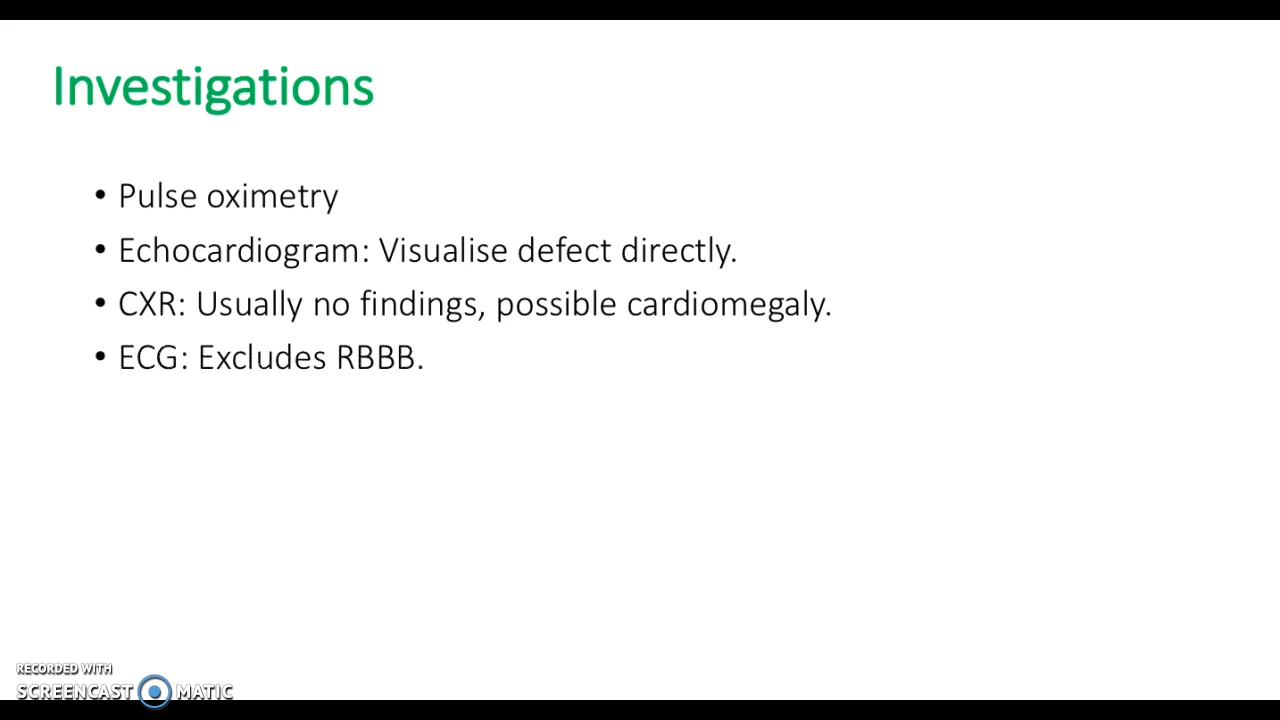 Investigations
• Pulse oximetry
• Echocardiogram: Visualise defect directly.
• CXR: Usually no findings, possible cardiomegaly.
• ECG: Excludes RBBB.
RECORDED WITH
SCREENCAST MATIC